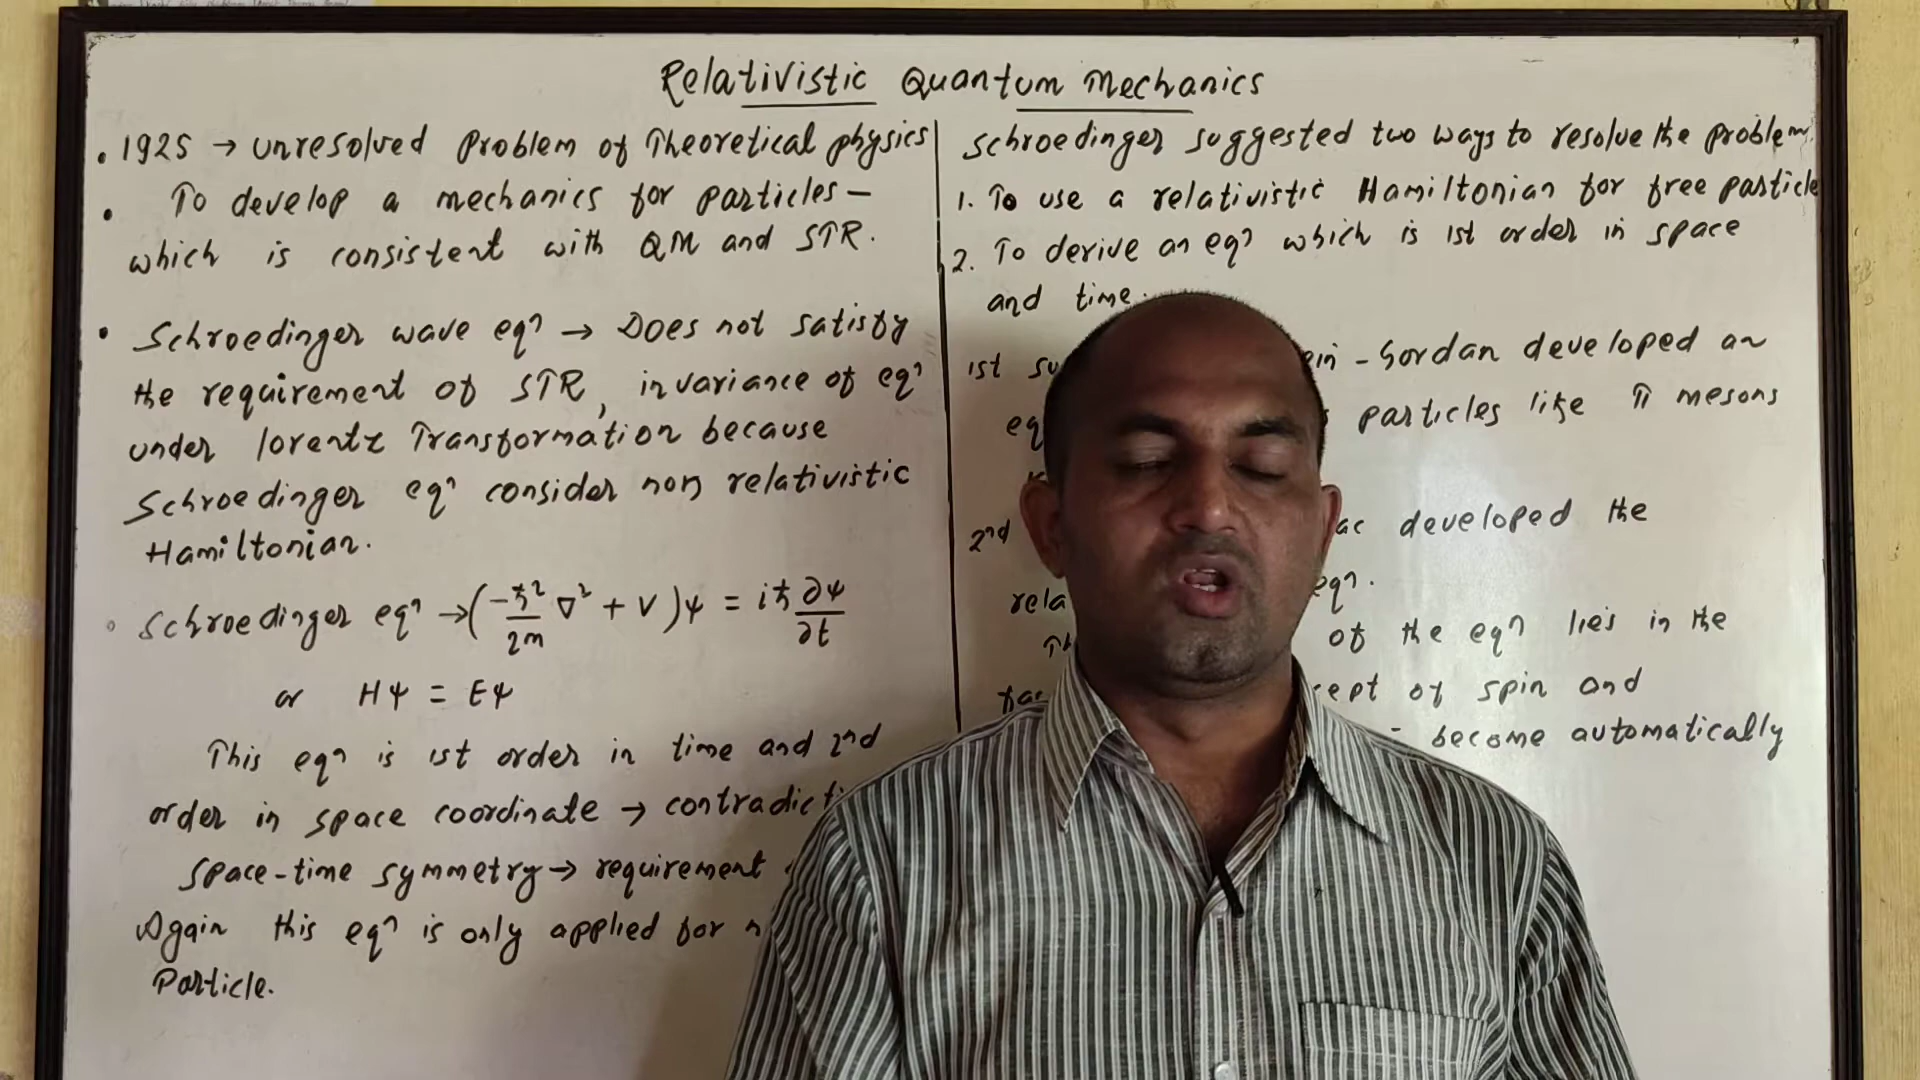 Relativistic Quantum Mechanics
• 1925 → unresolved Problem of Theoretical physics
• To develop a mechanics for particles –
which is consistent with QM and STR.
• Schroedinger wave eqn → Does not satisfy
the requirement of STR, invariance of eqn
under lorentz Transformation because
Schroedinger eqn consider non relativistic
Hamiltonian.
∘ Schroedinger eqn → (-ℏ²/2m ∇² + V)ψ = iℏ ∂ψ/∂t
or Hψ = Eψ
This eqn is 1st order in time and 2nd
order in space coordinate →
Space-time symmetry → requirement
Again this eqn is only applied for
Particle.
Schroedinger suggested two ways to resolve the problem.
1. To use a relativistic Hamiltonian for free particle
2. To derive an eqn which is 1st order in space
and time.
1st - Gordan developed an
particles like π mesons
2nd developed the
eqn.
of the eqn lies in the
of spin and
become automatically